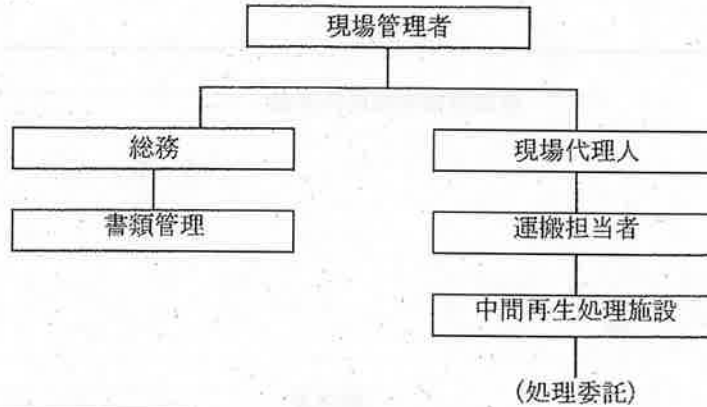 現場管理者
総務
現場代理人
書類管理
運搬担当者
中間再生処理施設
(処理委託)